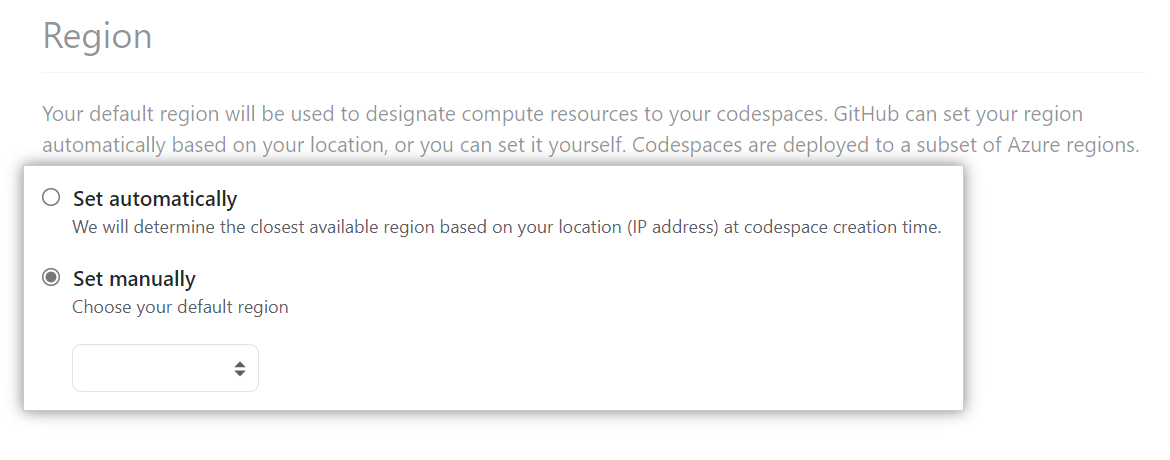 Region
Your default region will be used to designate compute resources to your codespaces. GitHub can set your region
automatically based on your location, or you can set it yourself. Codespaces are deployed to a subset of Azure regions.
Set automatically
We will determine the closest available region based on your location (IP address) at codespace creation time.
Set manually
Choose your default region